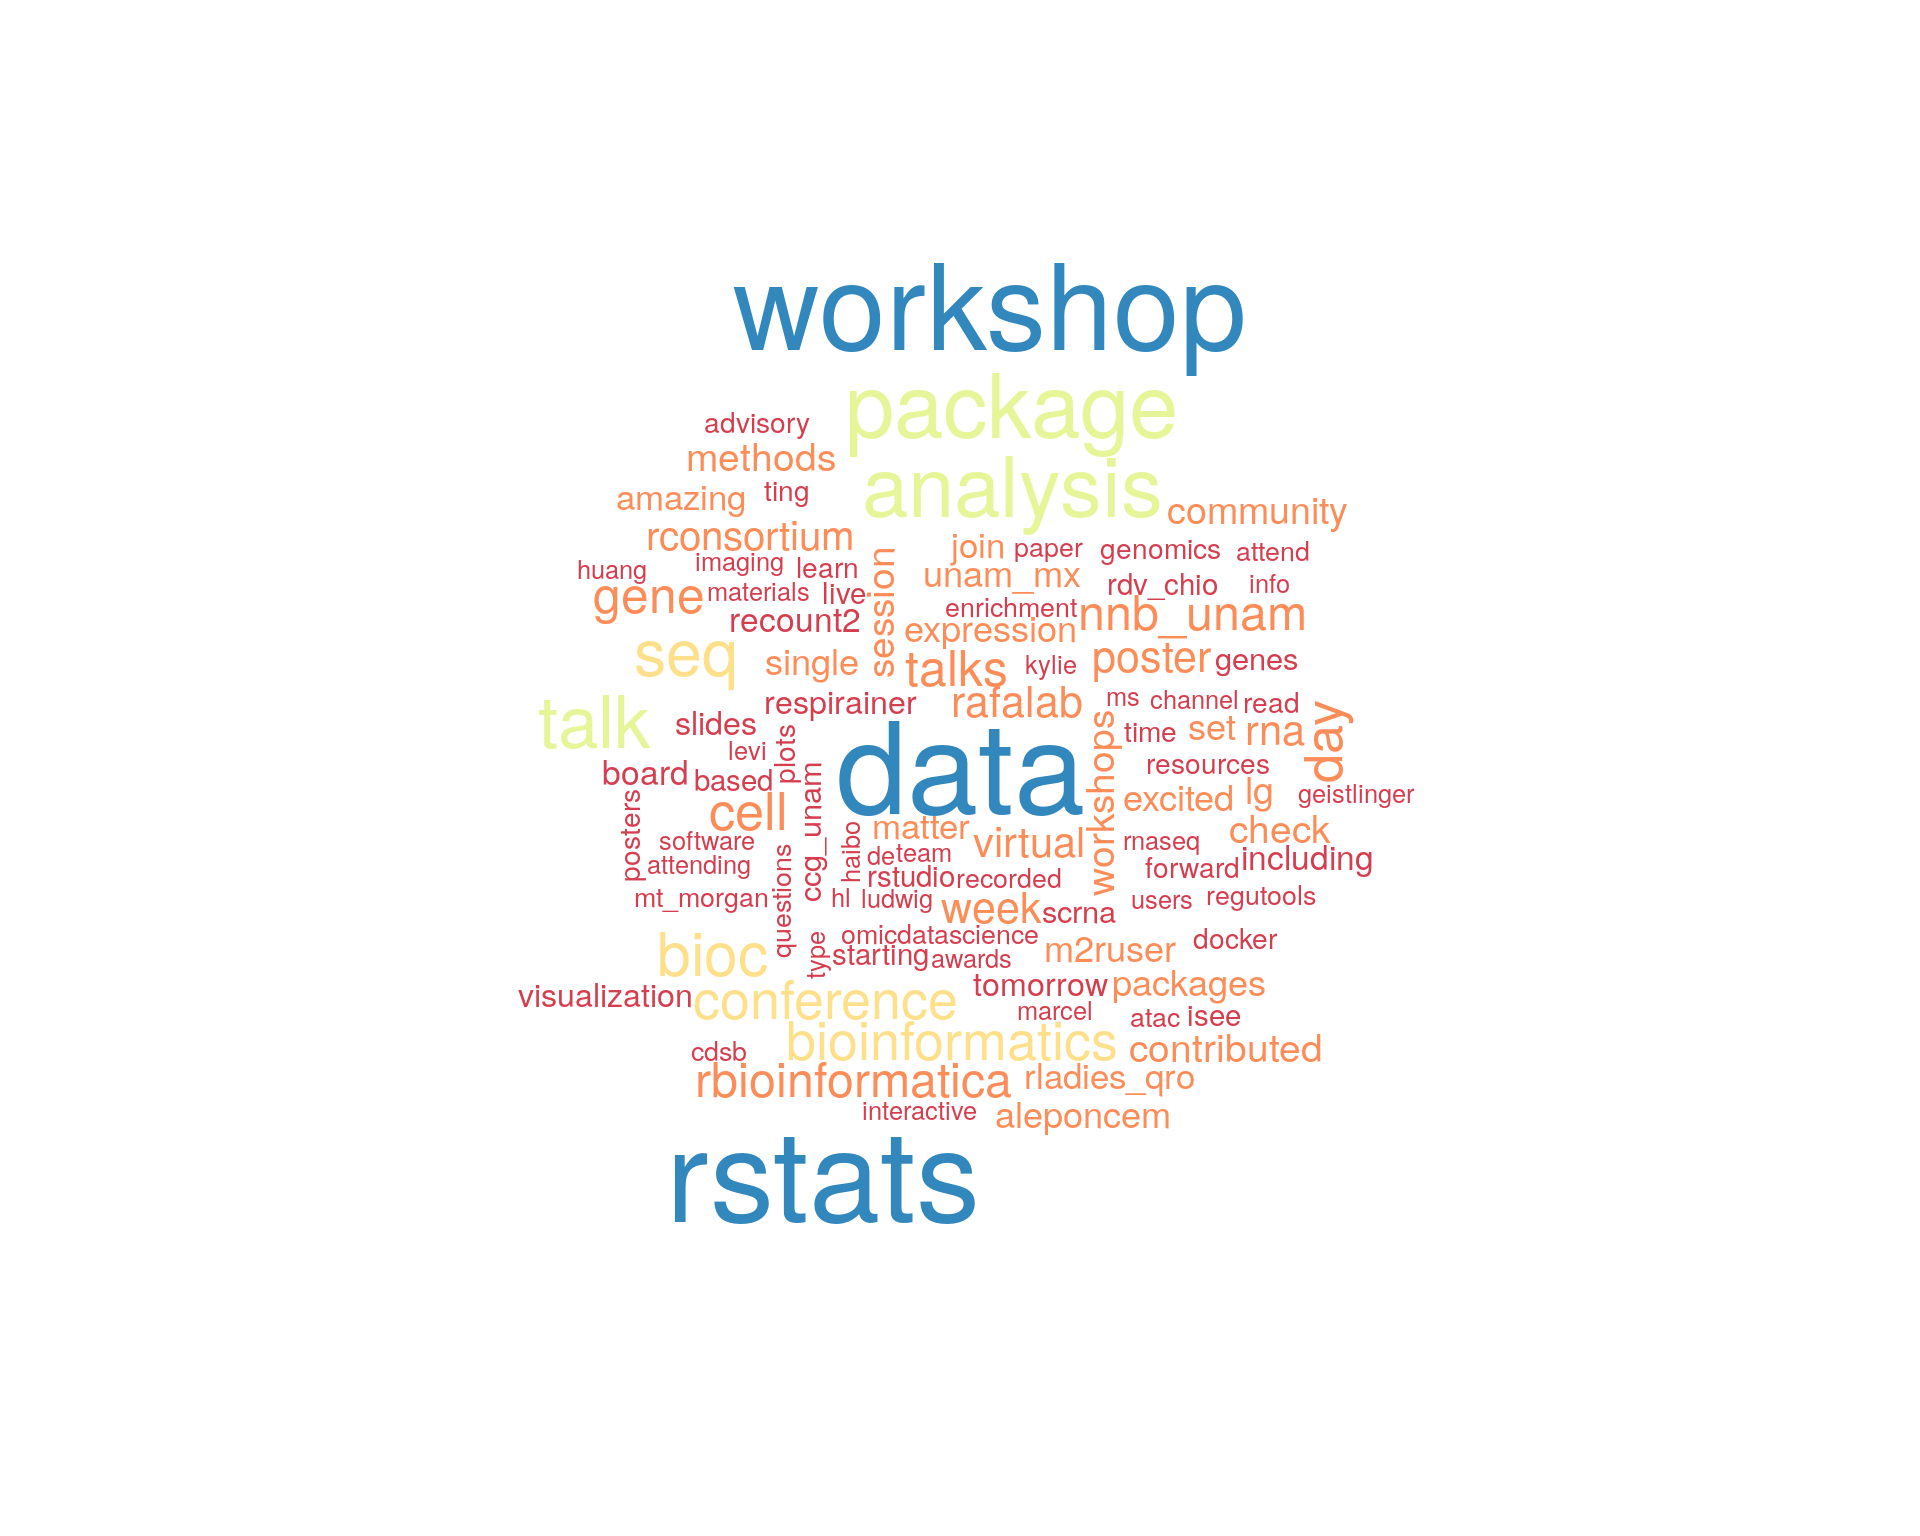 workshop
package
advisory
methods
analysis
amazing
ting
community
rconsortium
session
join
paper
genomics
attend
huang
imaging
learn
unam_mx
rdv_chio
info
gene
materials
live
enrichment
nnb_unam
recount2
expression
seq
single
talks
kylie
poster
genes
respirainer
rafalab
ms
channel
read
talk
slides
data
workshops
time
set
rna
day
levi
plots
board
based
resources
cell
ccg_unam
excited
lg
geistlinger
posters
software
haibo
matter
virtual
rnaseq
check
attending
questions
de
team
forward
including
rstudio
recorded
mt_morgan
hl
ludwig
week
scrna
users
regutools
bioc
type
omicdatascience
starting
awards
m2ruser
docker
visualization
conference
tomorrow
packages
marcel
atac
isee
cdsb
bioinformatics
contributed
rbioinformatica
rladies_qro
interactive
aleponcem
rstats